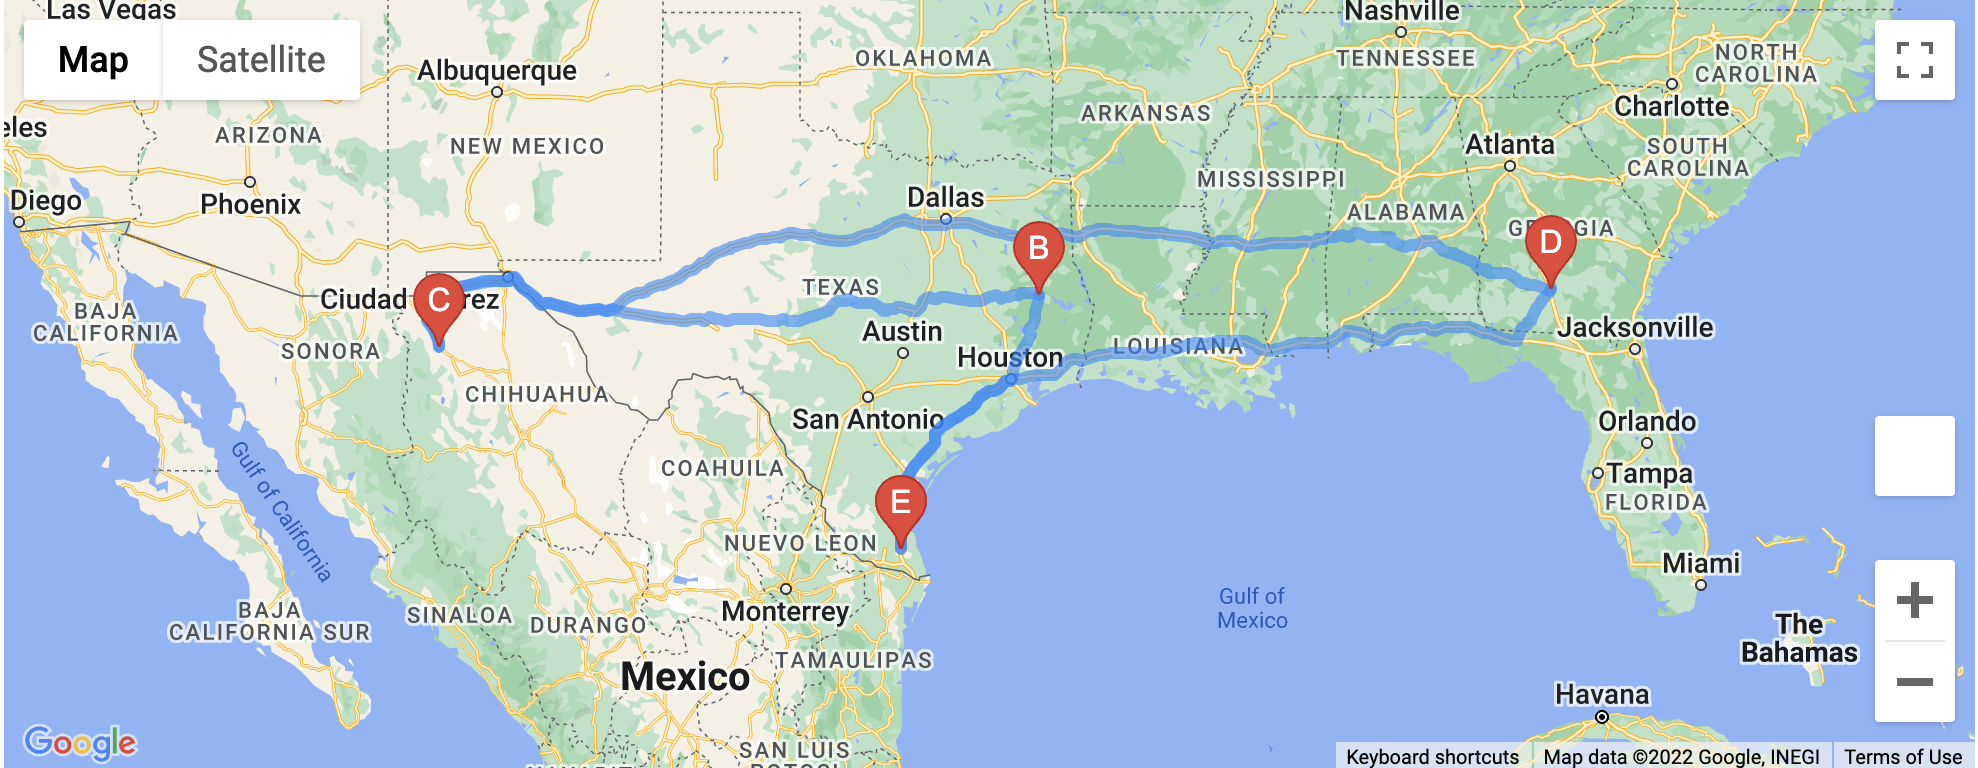 Las Vegas
Nashville
Map
Satellite
Albuquerque
OKLAHOMA
TENNESSEE
NORTH
CAROLINA
Charlotte
ARKANSAS
eles
ARIZONA
NEW MEXICO
Atlanta
SOUTH
CAROLINA
MISSISSIPPI
Diego
Phoenix
Dallas
ALABAMA
GEORGIA
B
D
TEXAS
Ciudad
rez
C
BAJA
CALIFORNIA
SONORA
Austin
Houston
LOUISIANA
Jacksonville
CHIHUAHUA
San Antonio
Orlando
Gulf of California
COAHUILA
Tampa
FLORIDA
E
NUEVO LEON
Miami
Monterrey
Gulf of
Mexico
BAJA
CALIFORNIA SUR
SINALOA
DURANGO
The
Bahamas
TAMAULIPAS
Mexico
Havana
Google
SAN LUIS
POTOSI
Keyboard shortcuts
Map data ©2022 Google, INEGI
Terms of Use